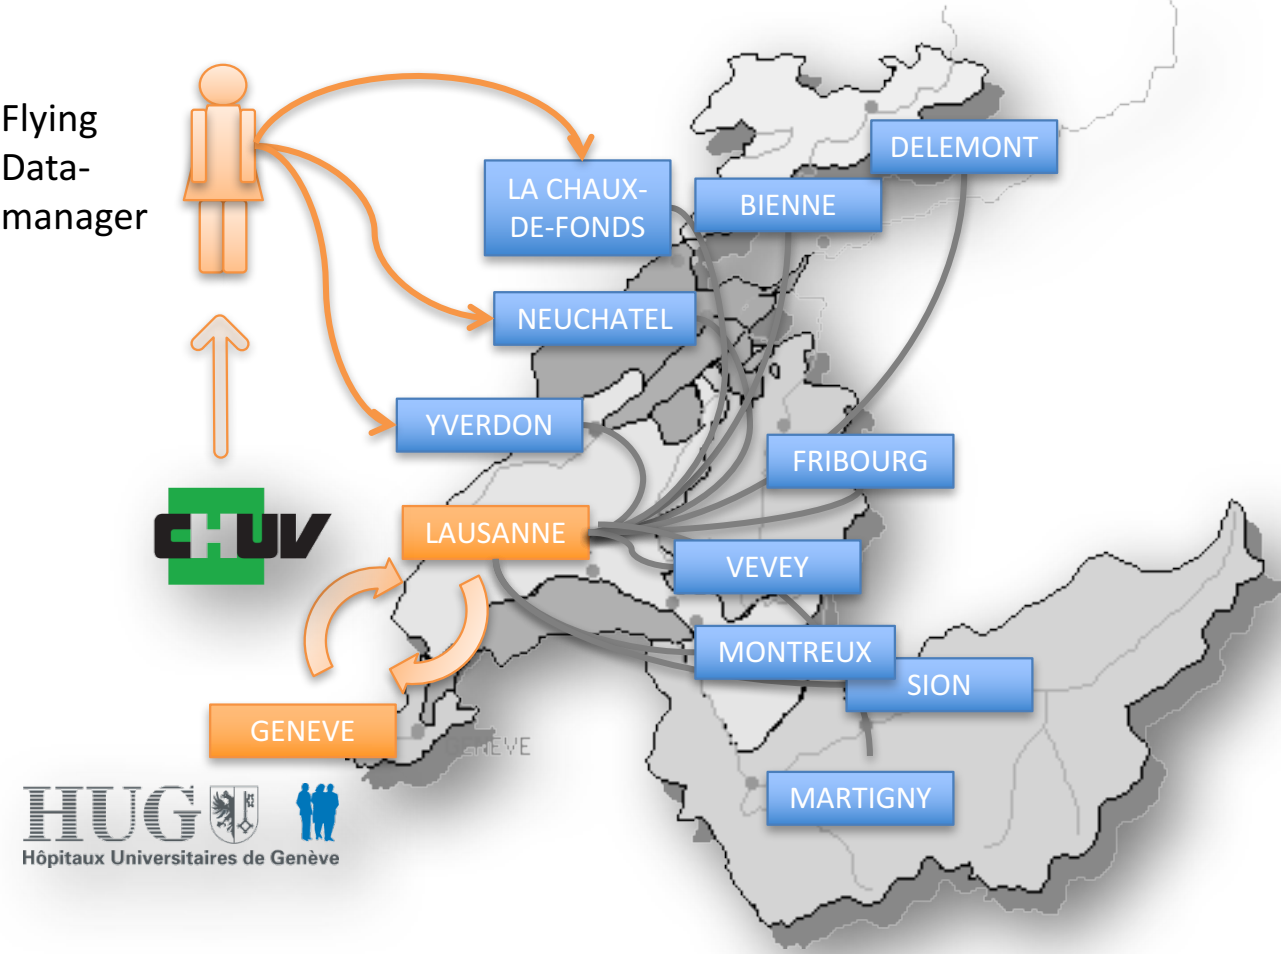 Flying
Data-
manager
DELEMONT
LA CHAUX-
DE-FONDS
BIENNE
NEUCHATEL
YVERDON
FRIBOURG
CHUV
LAUSANNE
VEVEY
MONTREUX
SION
GENEVE
GENEVE
MARTIGNY
HUG
Hôpitaux Universitaires de Genève